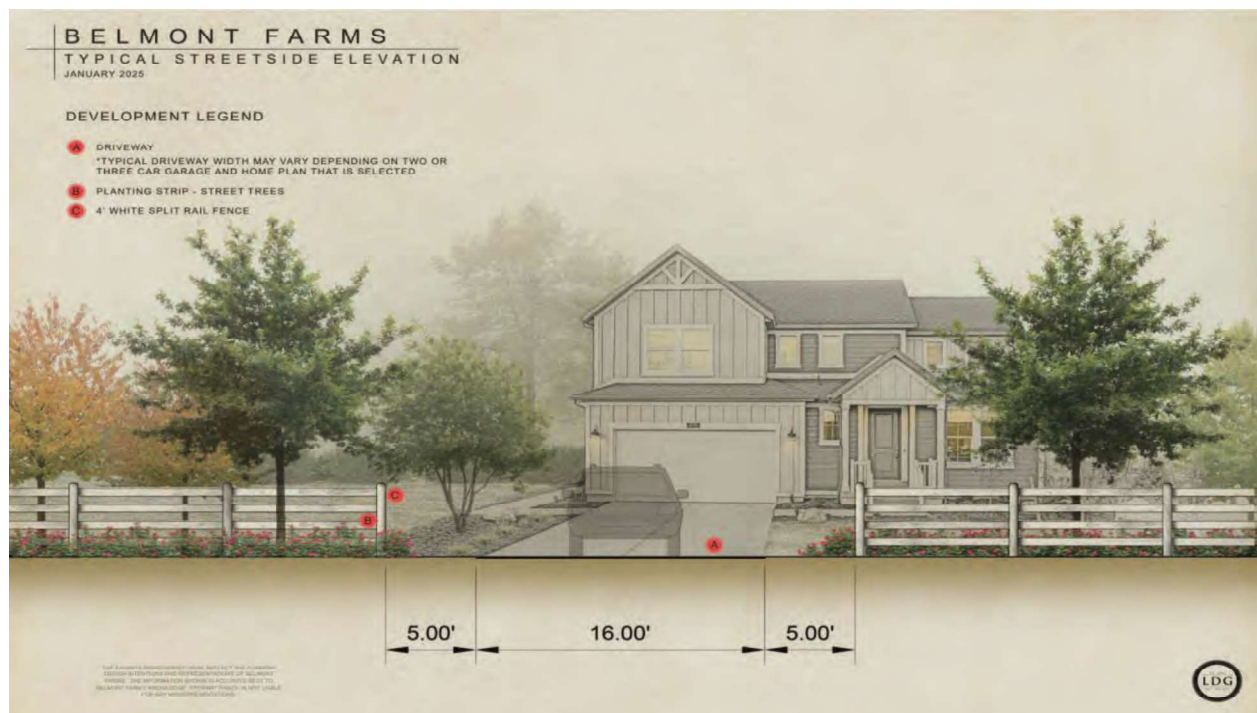 BELMONT FARMS
TYPICAL STREETSIDE ELEVATION
JANUARY 2025
DEVELOPMENT LEGEND
A DRIVEWAY
*TYPICAL DRIVEWAY WIDTH MAY VARY DEPENDING ON TWO OR
THREE CAR GARAGE AND HOME PLAN THAT IS SELECTED
B PLANTING STRIP - STREET TREES
C 4' WHITE SPLIT RAIL FENCE
C
B
A
5.00' 16.00' 5.00'
LDG